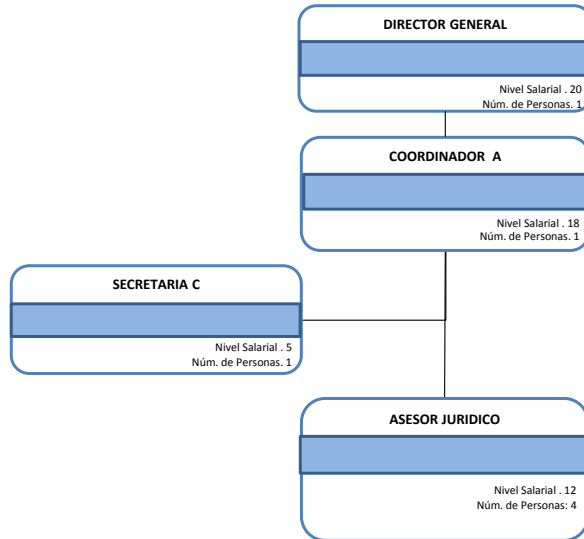 DIRECTOR GENERAL
Nivel Salarial . 20
Núm. de Personas. 1
COORDINADOR A
Nivel Salarial . 18
Núm. de Personas. 1
SECRETARIA C
Nivel Salarial . 5
Núm. de Personas. 1
ASESOR JURIDICO
Nivel Salarial . 12
Núm. de Personas: 4